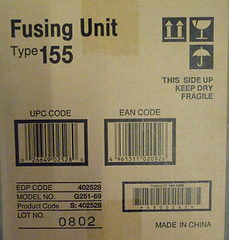 Fusing Unit
Type 155
THIS SIDE UP
KEEP DRY
FRAGILE
UPC CODE
EAN CODE
EDP CODE 402528
MODEL NO. G251-69
Product Code S: 402528
LOT NO. 0802
MADE IN CHINA